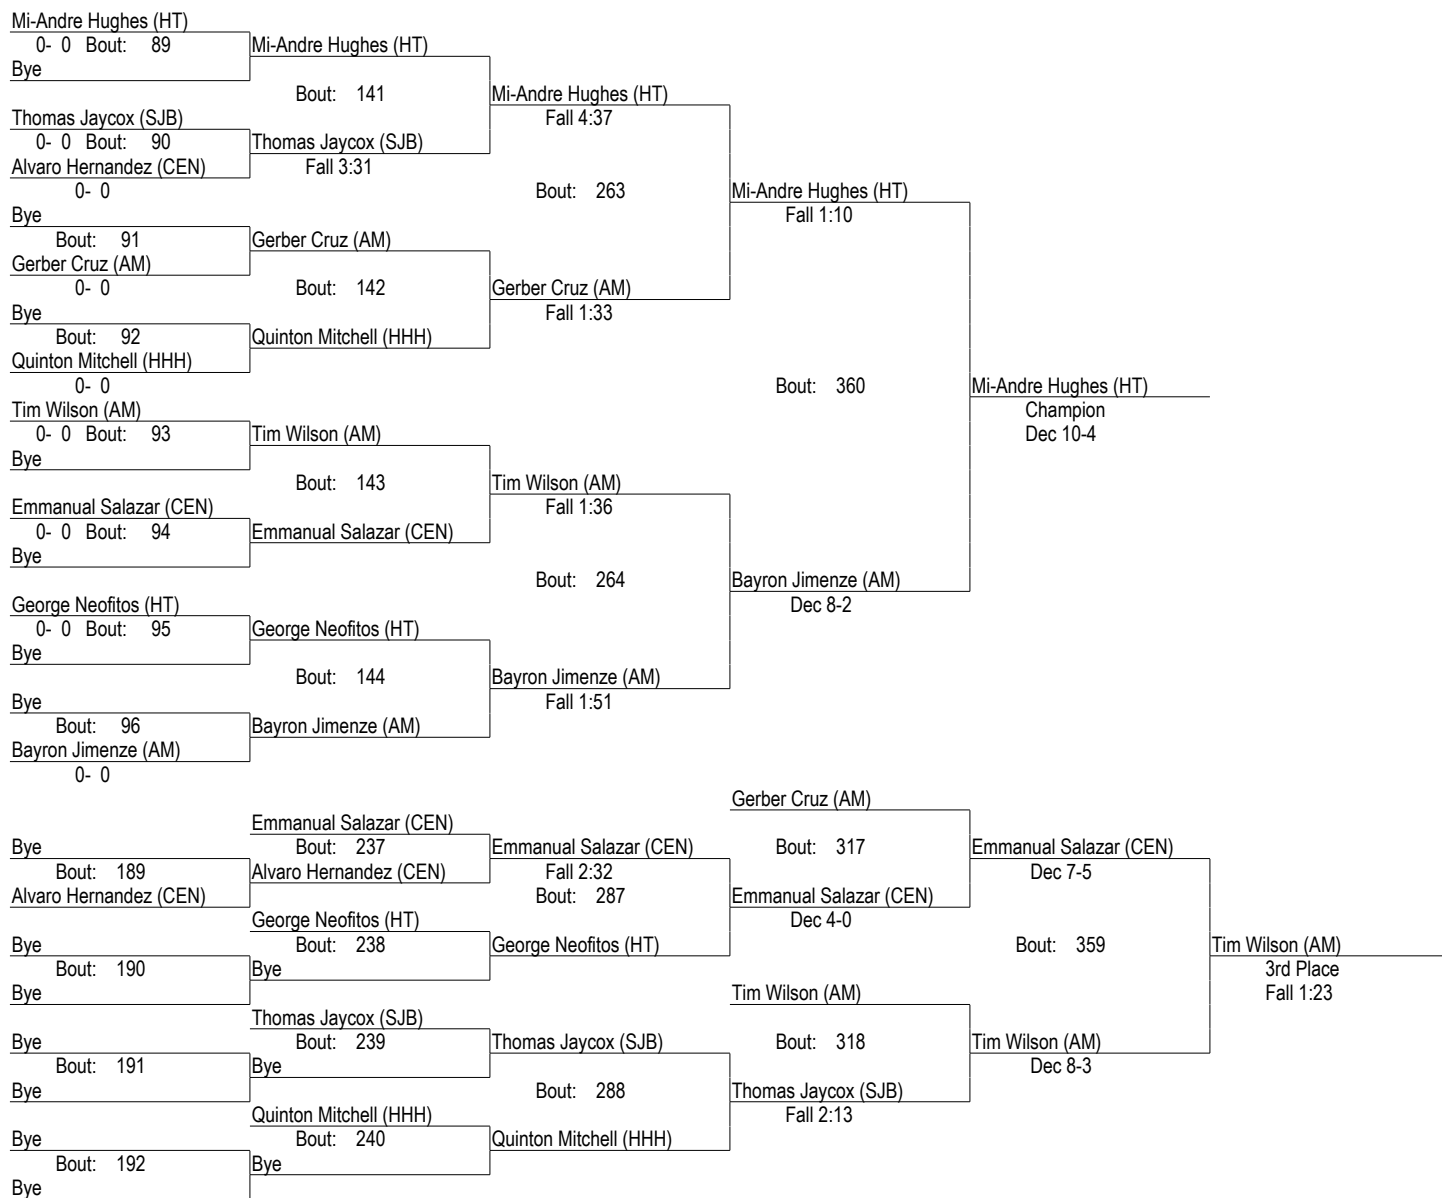 Mi-Andre Hughes (HT)
0- 0 Bout: 89
Bye
Mi-Andre Hughes (HT)
Bout: 141
Thomas Jaycox (SJB)
0- 0 Bout: 90
Alvaro Hernandez (CEN)
0- 0
Thomas Jaycox (SJB)
Fall 3:31
Mi-Andre Hughes (HT)
Fall 4:37
Bout: 263
Bye
Bout: 91
Gerber Cruz (AM)
0- 0
Gerber Cruz (AM)
Bout: 142
Bye
Bout: 92
Quinton Mitchell (HHH)
0- 0
Quinton Mitchell (HHH)
Gerber Cruz (AM)
Fall 1:33
Mi-Andre Hughes (HT)
Fall 1:10
Bout: 360
Mi-Andre Hughes (HT)
Champion
Dec 10-4
Tim Wilson (AM)
0- 0 Bout: 93
Bye
Tim Wilson (AM)
Bout: 143
Emmanual Salazar (CEN)
0- 0 Bout: 94
Bye
Emmanual Salazar (CEN)
Tim Wilson (AM)
Fall 1:36
Bout: 264
George Neofitos (HT)
0- 0 Bout: 95
Bye
George Neofitos (HT)
Bout: 144
Bye
Bout: 96
Bayron Jimenze (AM)
0- 0
Bayron Jimenze (AM)
Bayron Jimenze (AM)
Fall 1:51
Bayron Jimenze (AM)
Dec 8-2
Bye
Bout: 189
Alvaro Hernandez (CEN)
Emmanual Salazar (CEN)
Bout: 237
Alvaro Hernandez (CEN)
Emmanual Salazar (CEN)
Fall 2:32
Bout: 287
Bye
Bout: 190
Bye
George Neofitos (HT)
Bout: 238
Bye
George Neofitos (HT)
Gerber Cruz (AM)
Bout: 317
Emmanual Salazar (CEN)
Dec 4-0
Emmanual Salazar (CEN)
Dec 7-5
Bout: 359
Tim Wilson (AM)
3rd Place
Fall 1:23
Bye
Bout: 191
Bye
Thomas Jaycox (SJB)
Bout: 239
Bye
Thomas Jaycox (SJB)
Bout: 288
Bye
Bout: 192
Bye
Quinton Mitchell (HHH)
Bout: 240
Bye
Quinton Mitchell (HHH)
Tim Wilson (AM)
Bout: 318
Thomas Jaycox (SJB)
Fall 2:13
Tim Wilson (AM)
Dec 8-3